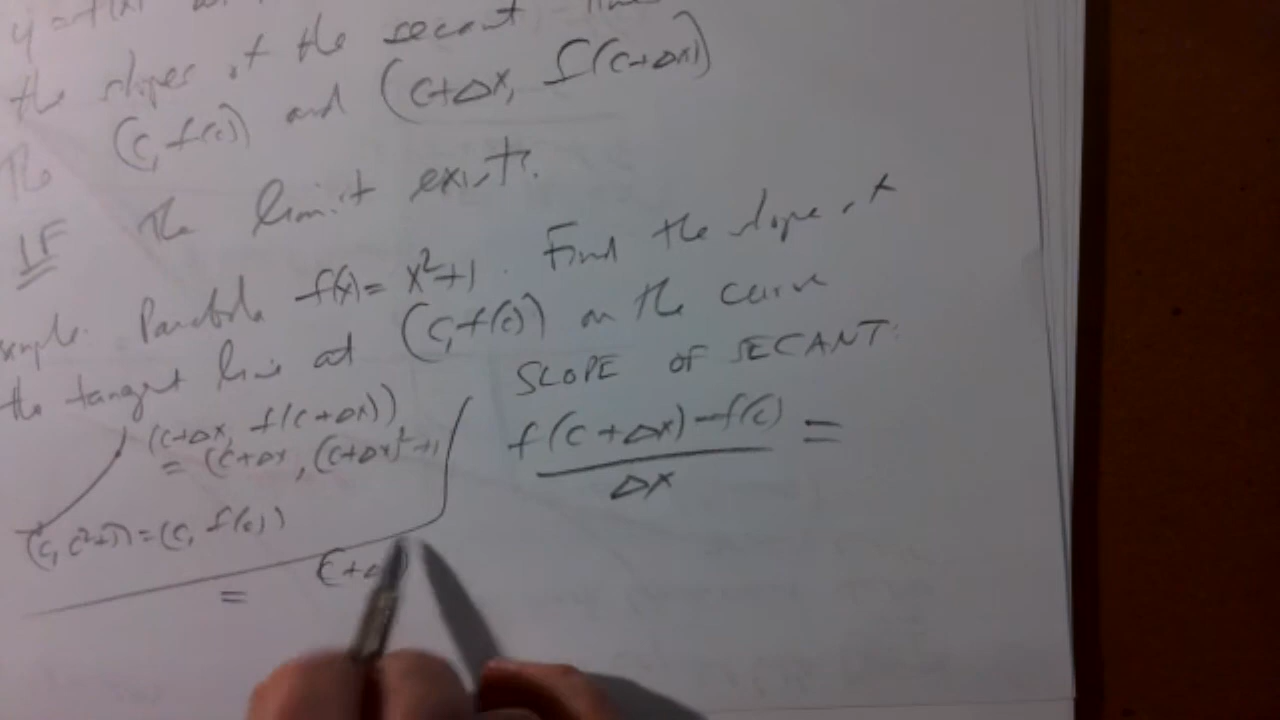 y = f(x)
the slopes of the secant
The (c, f(c)) and (c+Δx, f(c+Δx))
IF the limit exists.
Parabola f(x) = x²+1. Find the slope of
the tangent line at (c, f(c)) on the curve
(c+Δx, f(c+Δx))
= (c+Δx, (c+Δx)²+1
(c, c²+1) = (c, f(c))
SLOPE OF SECANT:
f(c+Δx) - f(c) / Δx =
= (c+Δ